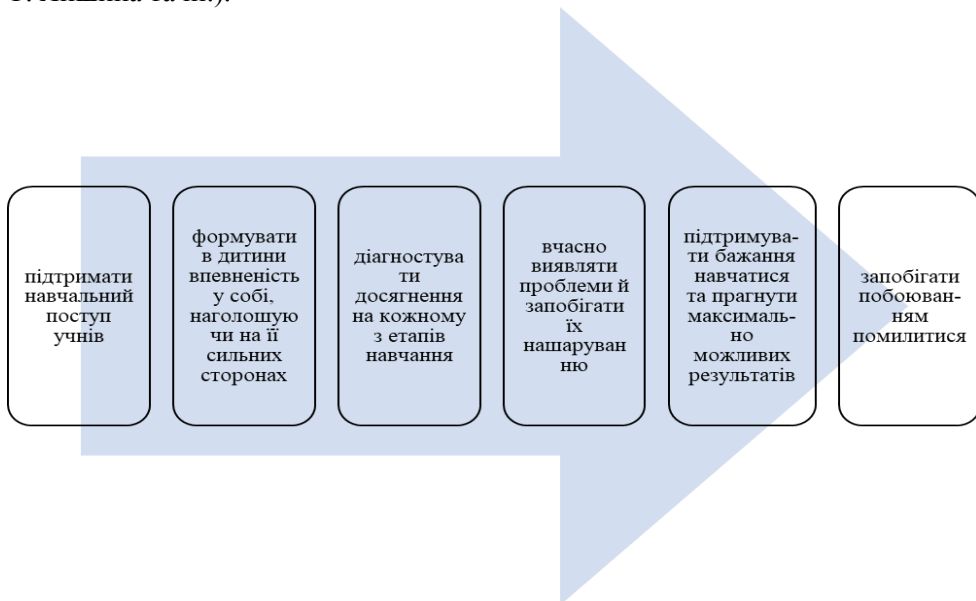 підтримати
навчальний
поступ
учнів
формувати
в дитини
впевненість
у собі,
наголошую
чи на її
сильних
сторонах
діагностува
ти
досягнення
на кожному
з етапів
навчання
вчасно
виявляти
проблеми й
запобігати
їх
нашаруван
ню
підтримува-
ти бажання
навчатися
та прагнути
максималь-
но
можливих
результатів
запобігати
побоюван-
ням
помилитися